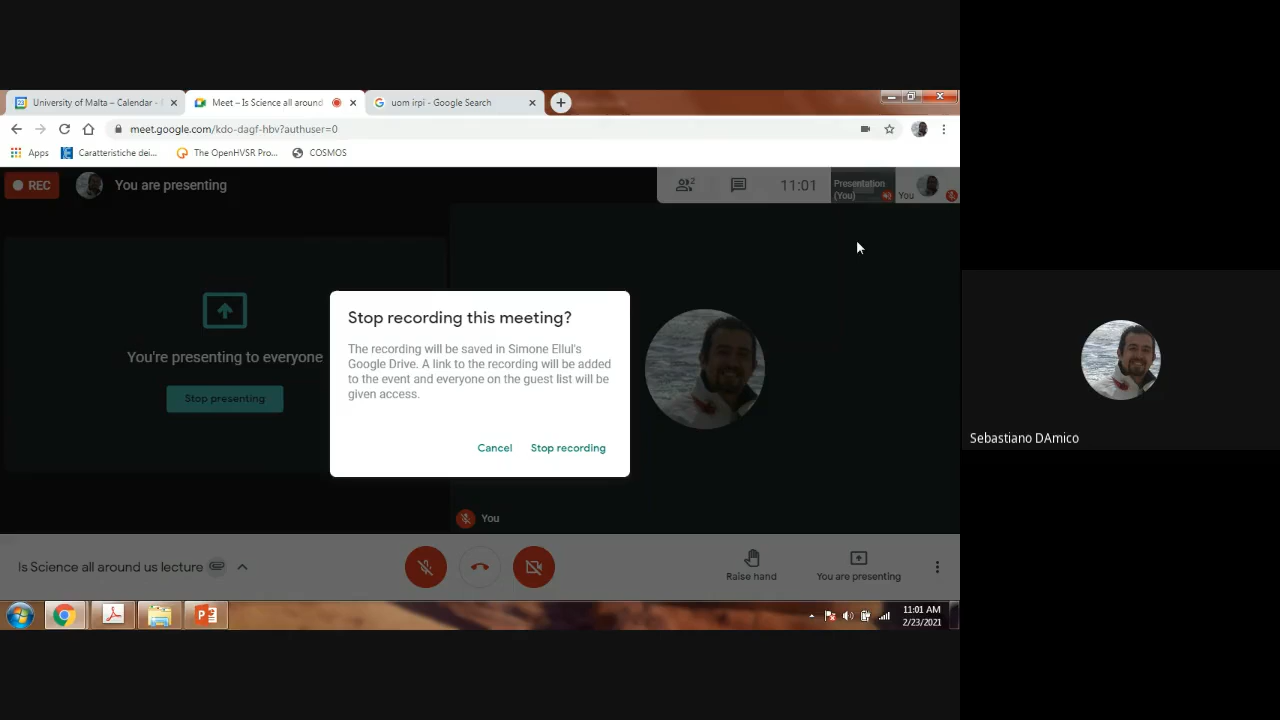 University of Malta – Calendar -
Meet – Is Science all around
uom irpi - Google Search
meet.google.com/kdo-dagf-hbv?authuser=0
Apps
Caratteristiche dei...
The OpenHVSR Pro...
COSMOS
REC
You are presenting
2
11:01
Presentation
(You)
You
You're presenting to everyone
Stop presenting
Stop recording this meeting?
The recording will be saved in Simone Ellul's
Google Drive. A link to the recording will be added
to the event and everyone on the guest list will be
given access.
Cancel
Stop recording
Sebastiano DAmico
You
Is Science all around us lecture
Raise hand
You are presenting
11:01 AM
2/23/2021